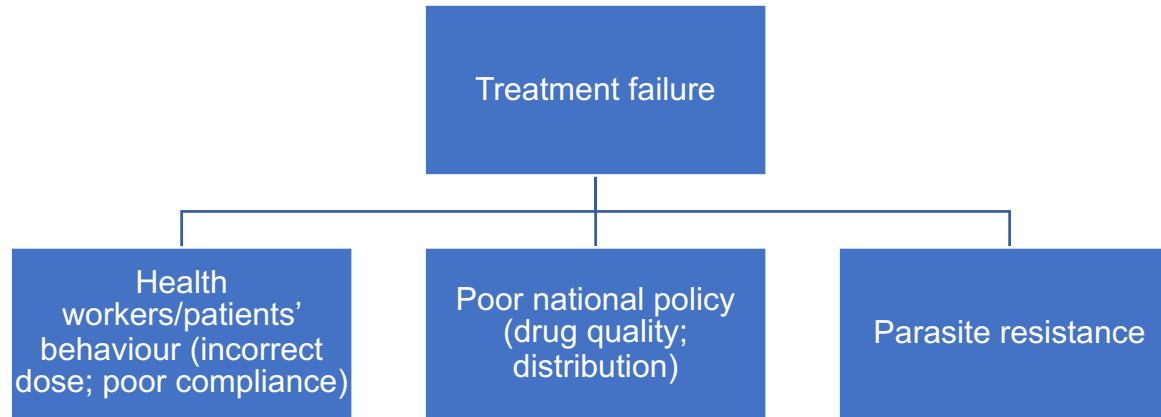 Treatment failure
Health
workers/patients’
behaviour (incorrect
dose; poor compliance)
Poor national policy
(drug quality;
distribution)
Parasite resistance